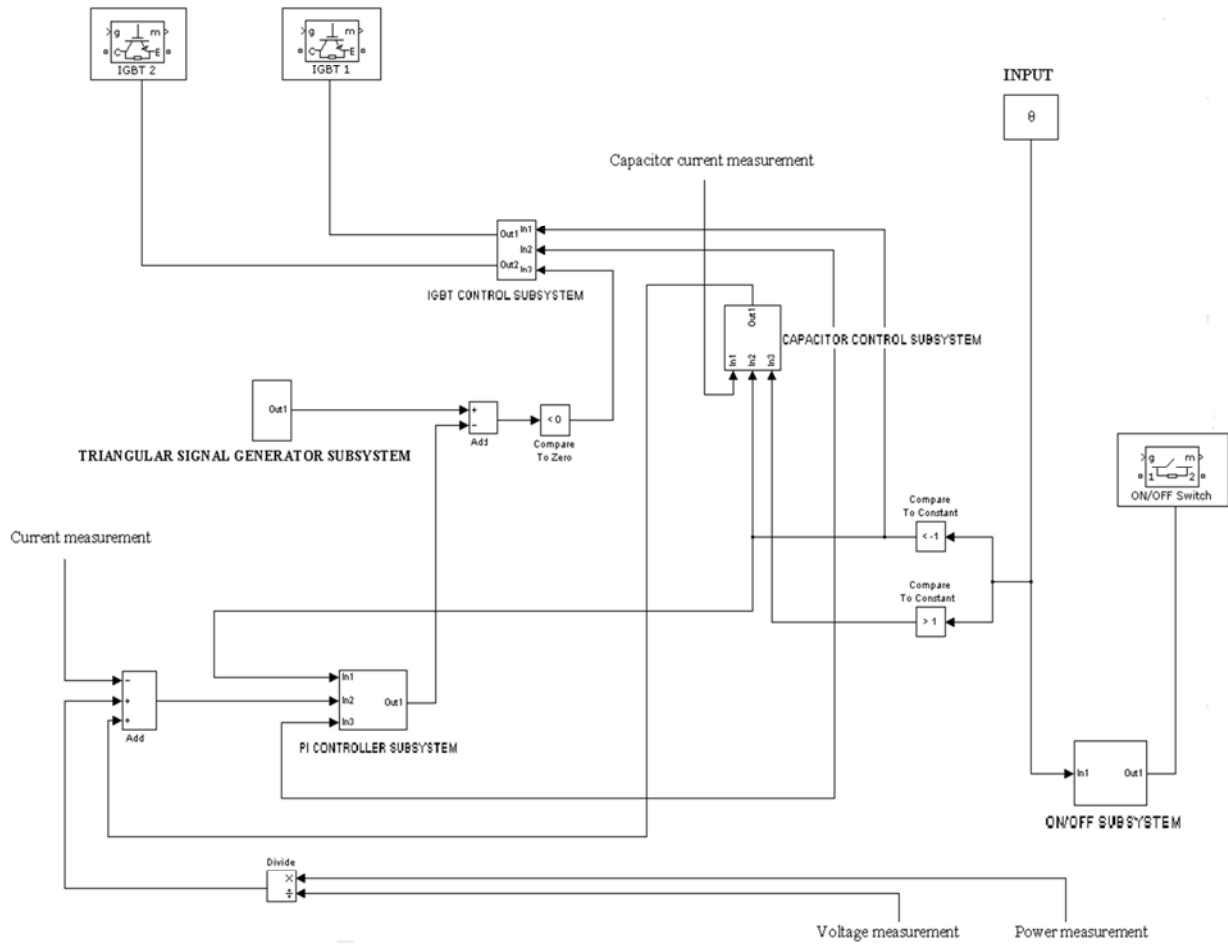 g m
C E
IGBT 2
g m
C E
IGBT 1
INPUT
θ
Capacitor current measurement
Out1 In1
In2
Out2 In3
IGBT CONTROL SUBSYSTEM
Out1
In1 In2 In3
CAPACITOR CONTROL SUBSYSTEM
Out1
TRIANGULAR SIGNAL GENERATOR SUBSYSTEM
+
−
Add
< 0
Compare
To Zero
g m
1 2
ON/OFF Switch
Compare
To Constant
< -1
Compare
To Constant
> 1
Current measurement
−
+
+
Add
In1
In2 Out1
In3
PI CONTROLLER SUBSYSTEM
In1 Out1
ON/OFF SUBSYSTEM
Divide
×
÷
Voltage measurement
Power measurement